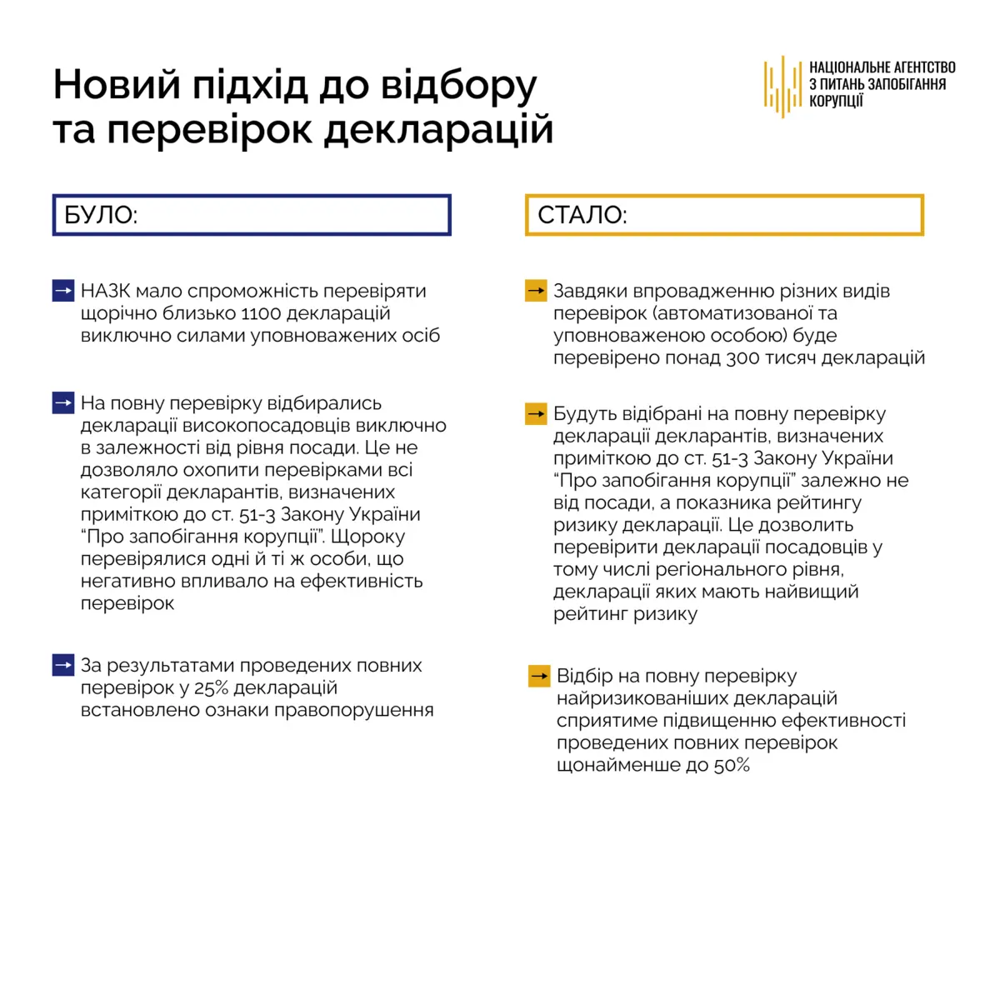 Новий підхід до відбору
та перевірок декларацій
НАЦІОНАЛЬНЕ АГЕНТСТВО
З ПИТАНЬ ЗАПОБІГАННЯ
КОРУПЦІЇ
БУЛО:
НАЗК мало спроможність перевіряти
щорічно близько 1100 декларацій
виключно силами уповноважених осіб
На повну перевірку відбирались
декларації високопосадовців виключно
в залежності від рівня посади. Це не
дозволяло охопити перевірками всі
категорії декларантів, визначених
приміткою до ст. 51-3 Закону України
“Про запобігання корупції”. Щороку
перевірялися одні й ті ж особи, що
негативно впливало на ефективність
перевірок
За результатами проведених повних
перевірок у 25% декларацій
встановлено ознаки правопорушення
СТАЛО:
Завдяки впровадженню різних видів
перевірок (автоматизованої та
уповноваженою особою) буде
перевірено понад 300 тисяч декларацій
Будуть відібрані на повну перевірку
декларації декларантів, визначених
приміткою до ст. 51-3 Закону України
“Про запобігання корупції” залежно не
від посади, а показника рейтингу
ризику декларації. Це дозволить
перевірити декларації посадовців у
тому числі регіонального рівня,
декларації яких мають найвищий
рейтинг ризику
Відбір на повну перевірку
найризикованіших декларацій
сприятиме підвищенню ефективності
проведених повних перевірок
щонайменше до 50%